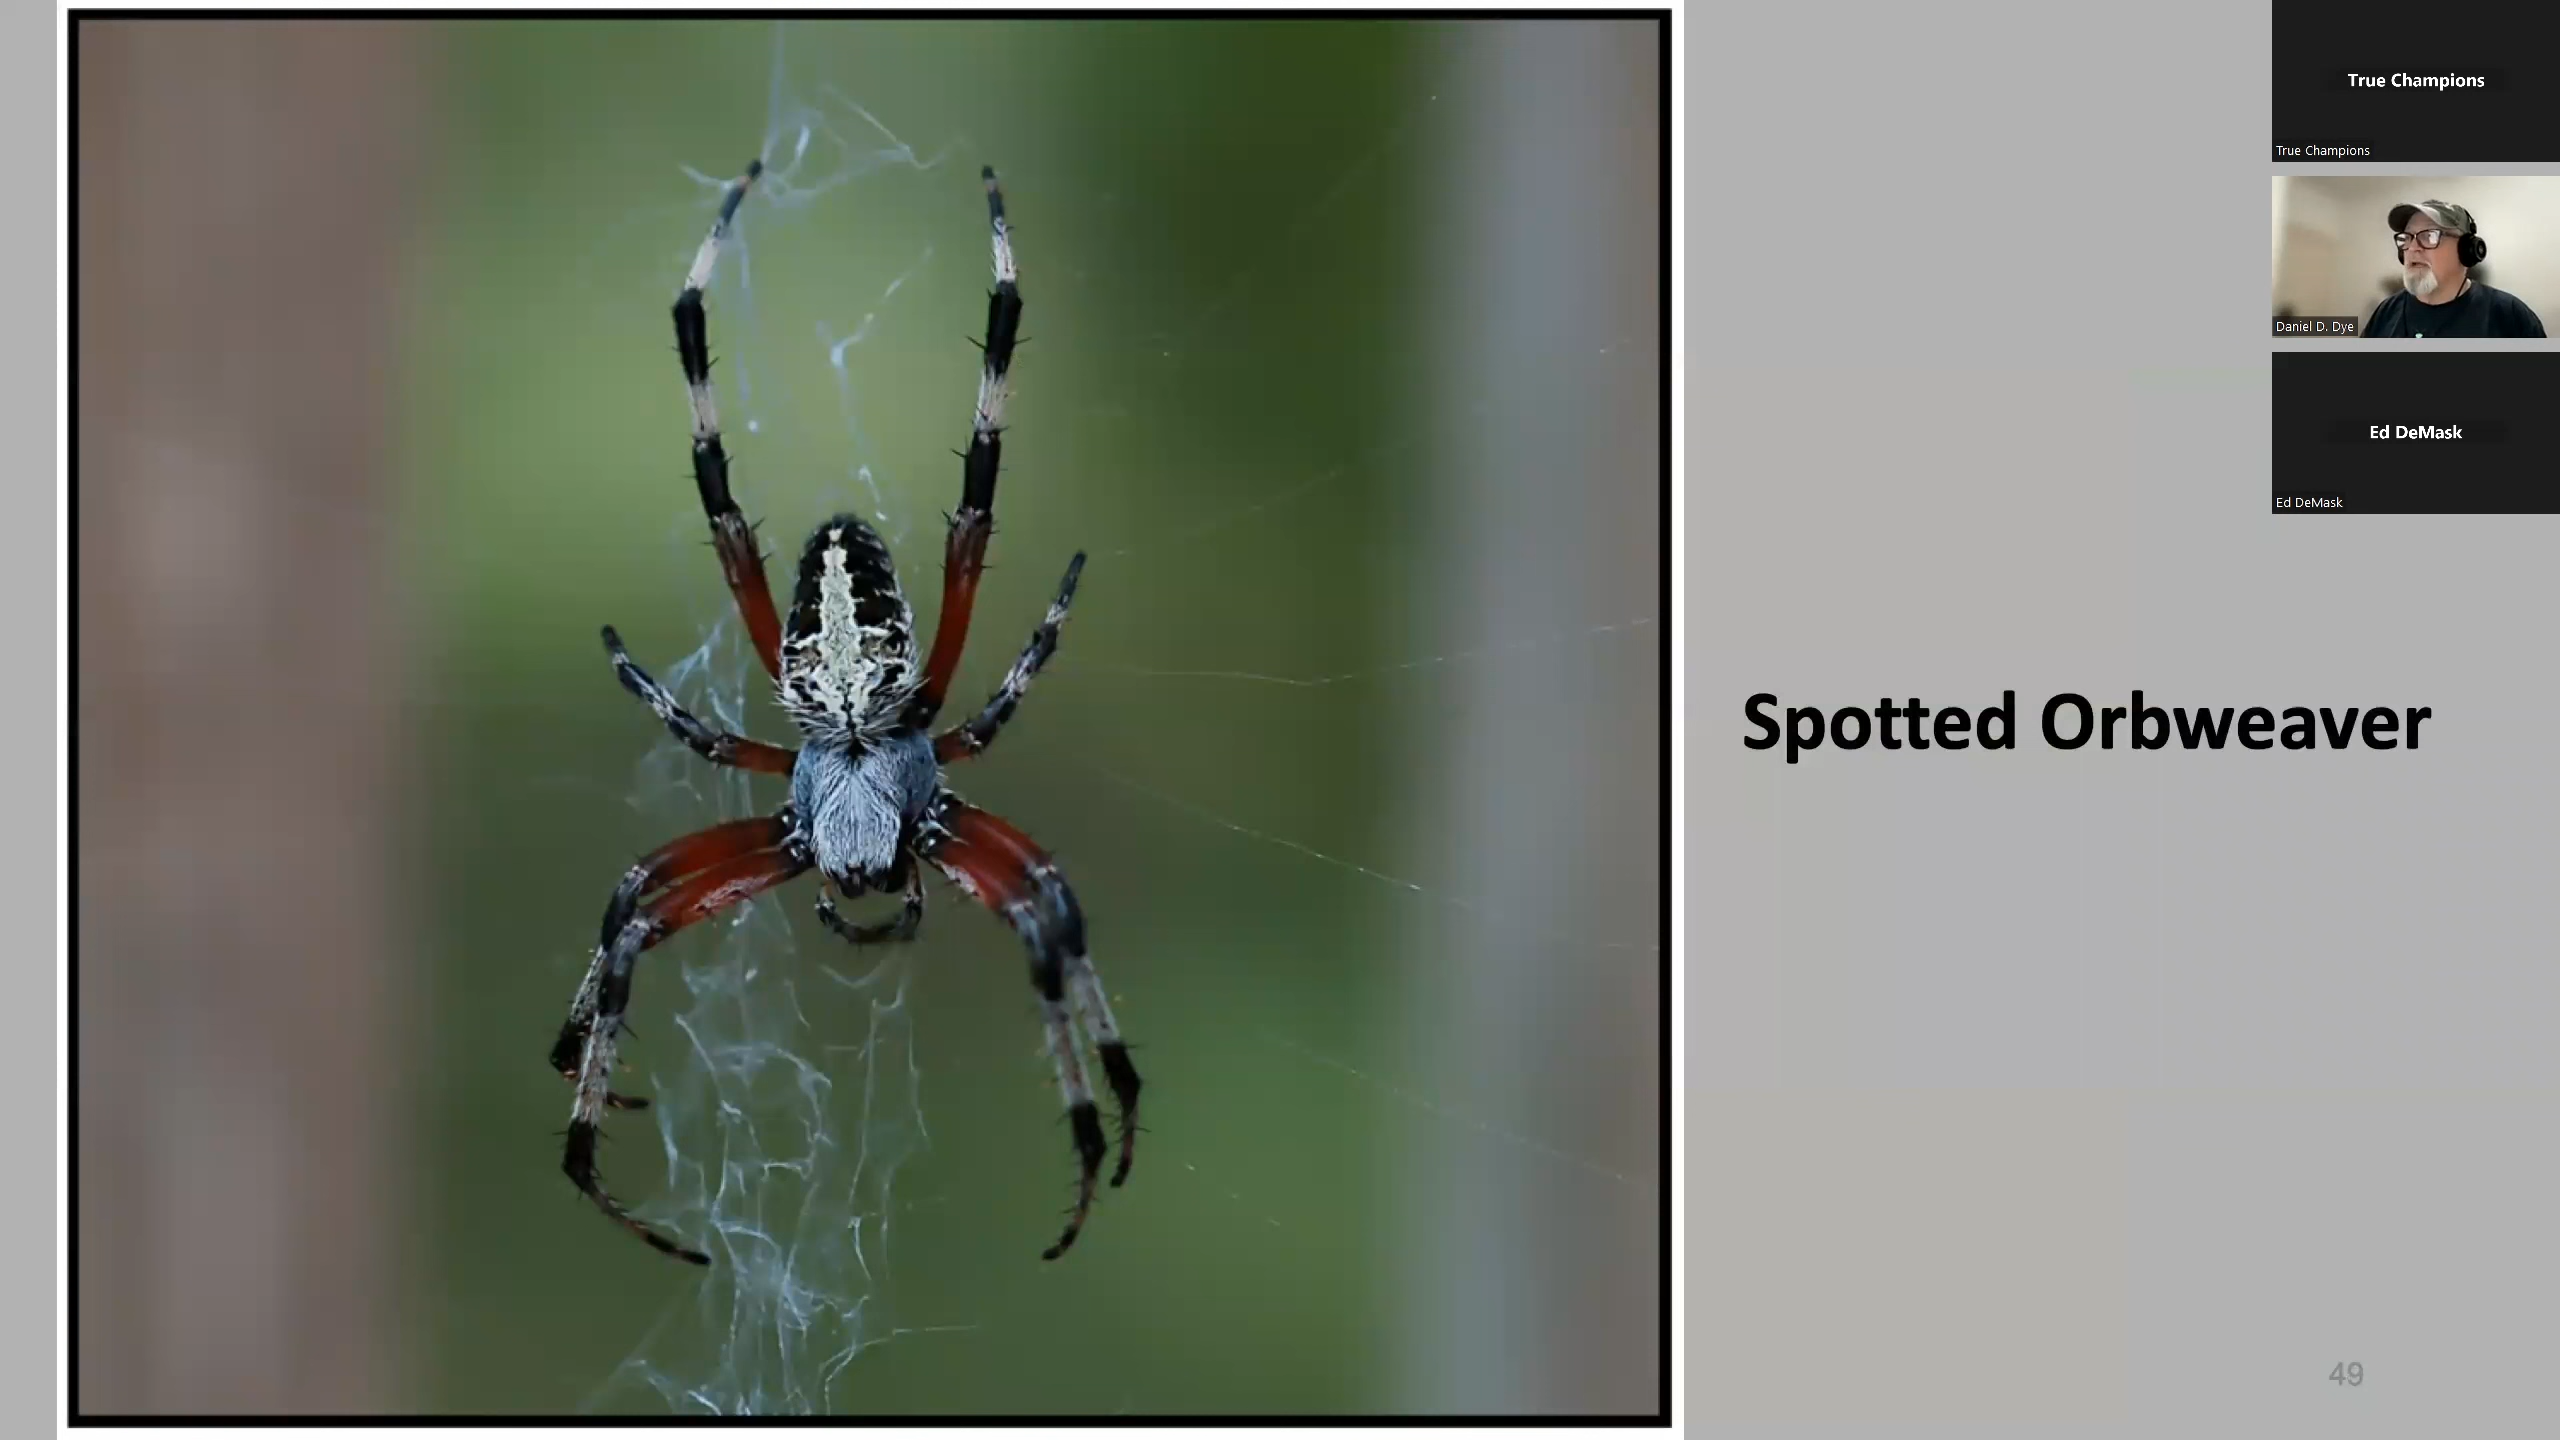 True Champions
True Champions
Daniel D. Dye
Ed DeMask
Ed DeMask
Spotted Orbweaver
49